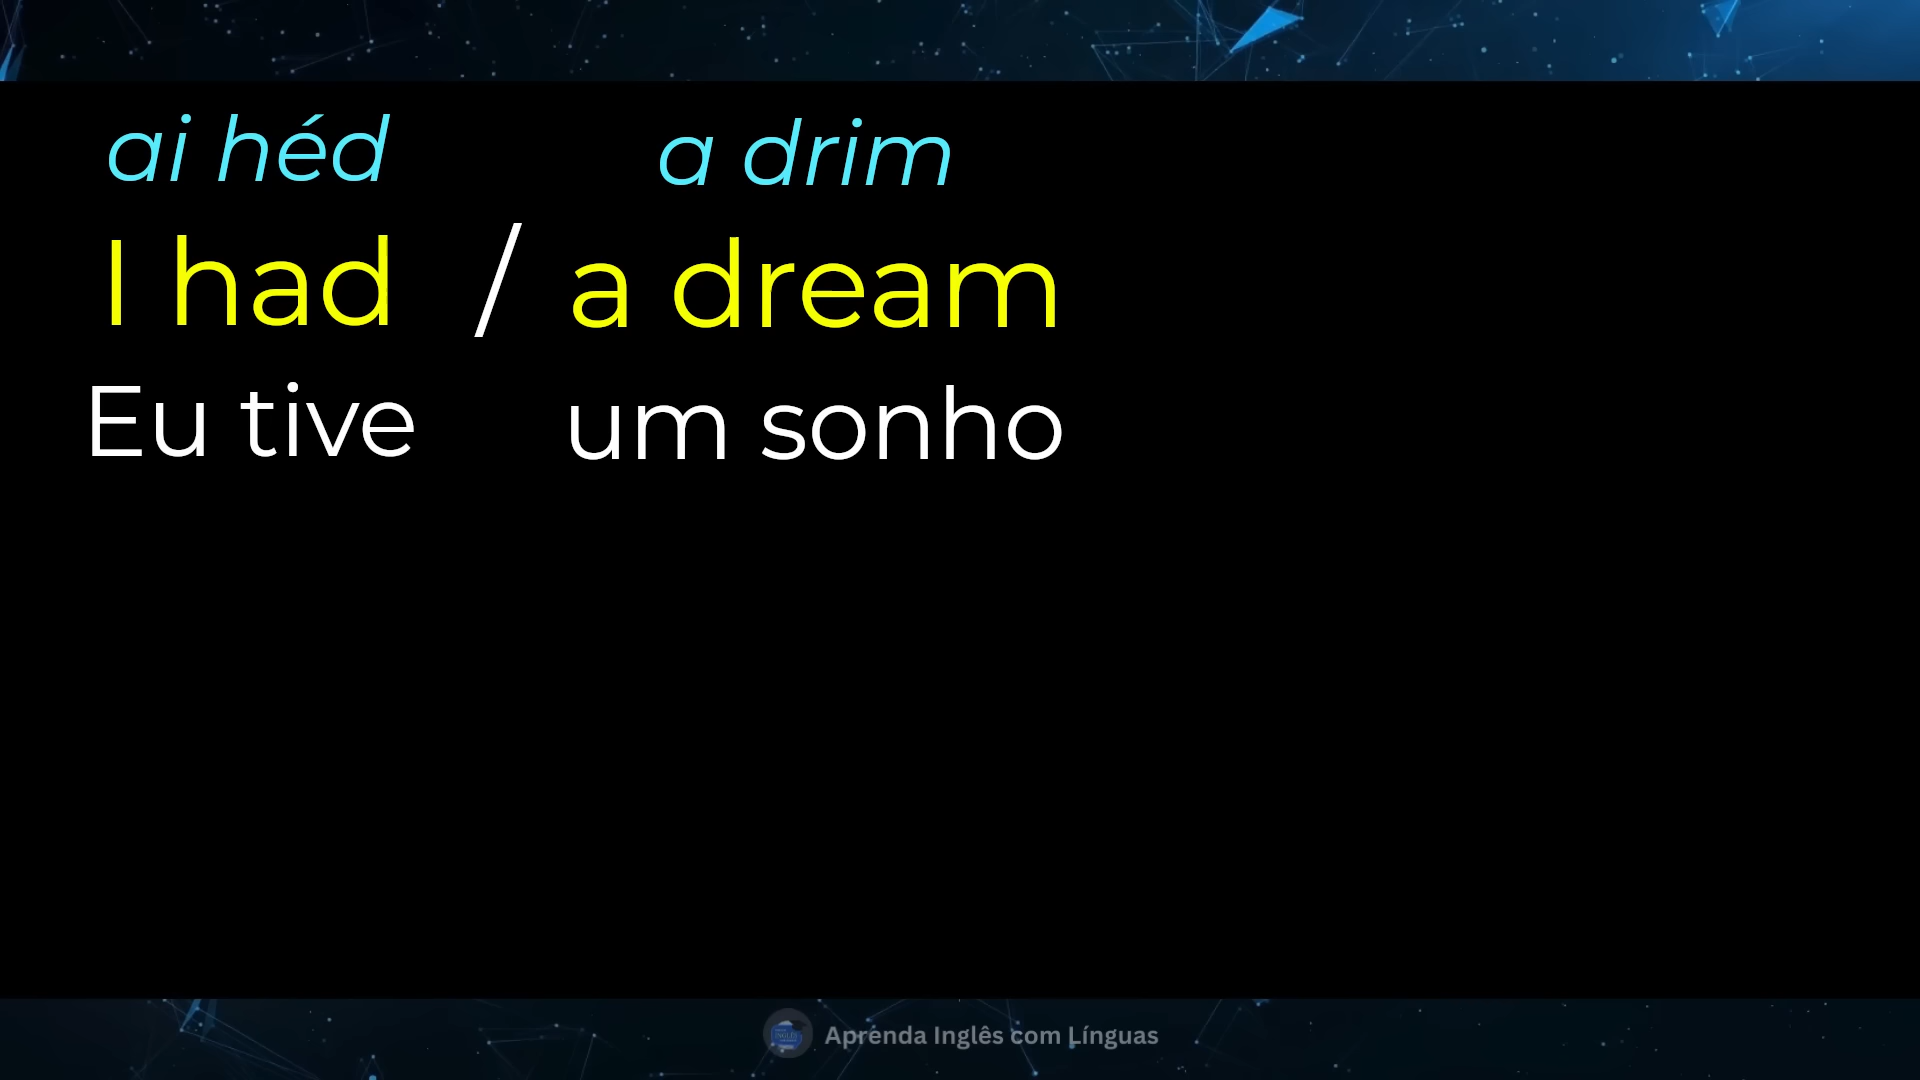 ai héd a drim
I had / a dream
Eu tive um sonho
Aprenda Inglês com Línguas